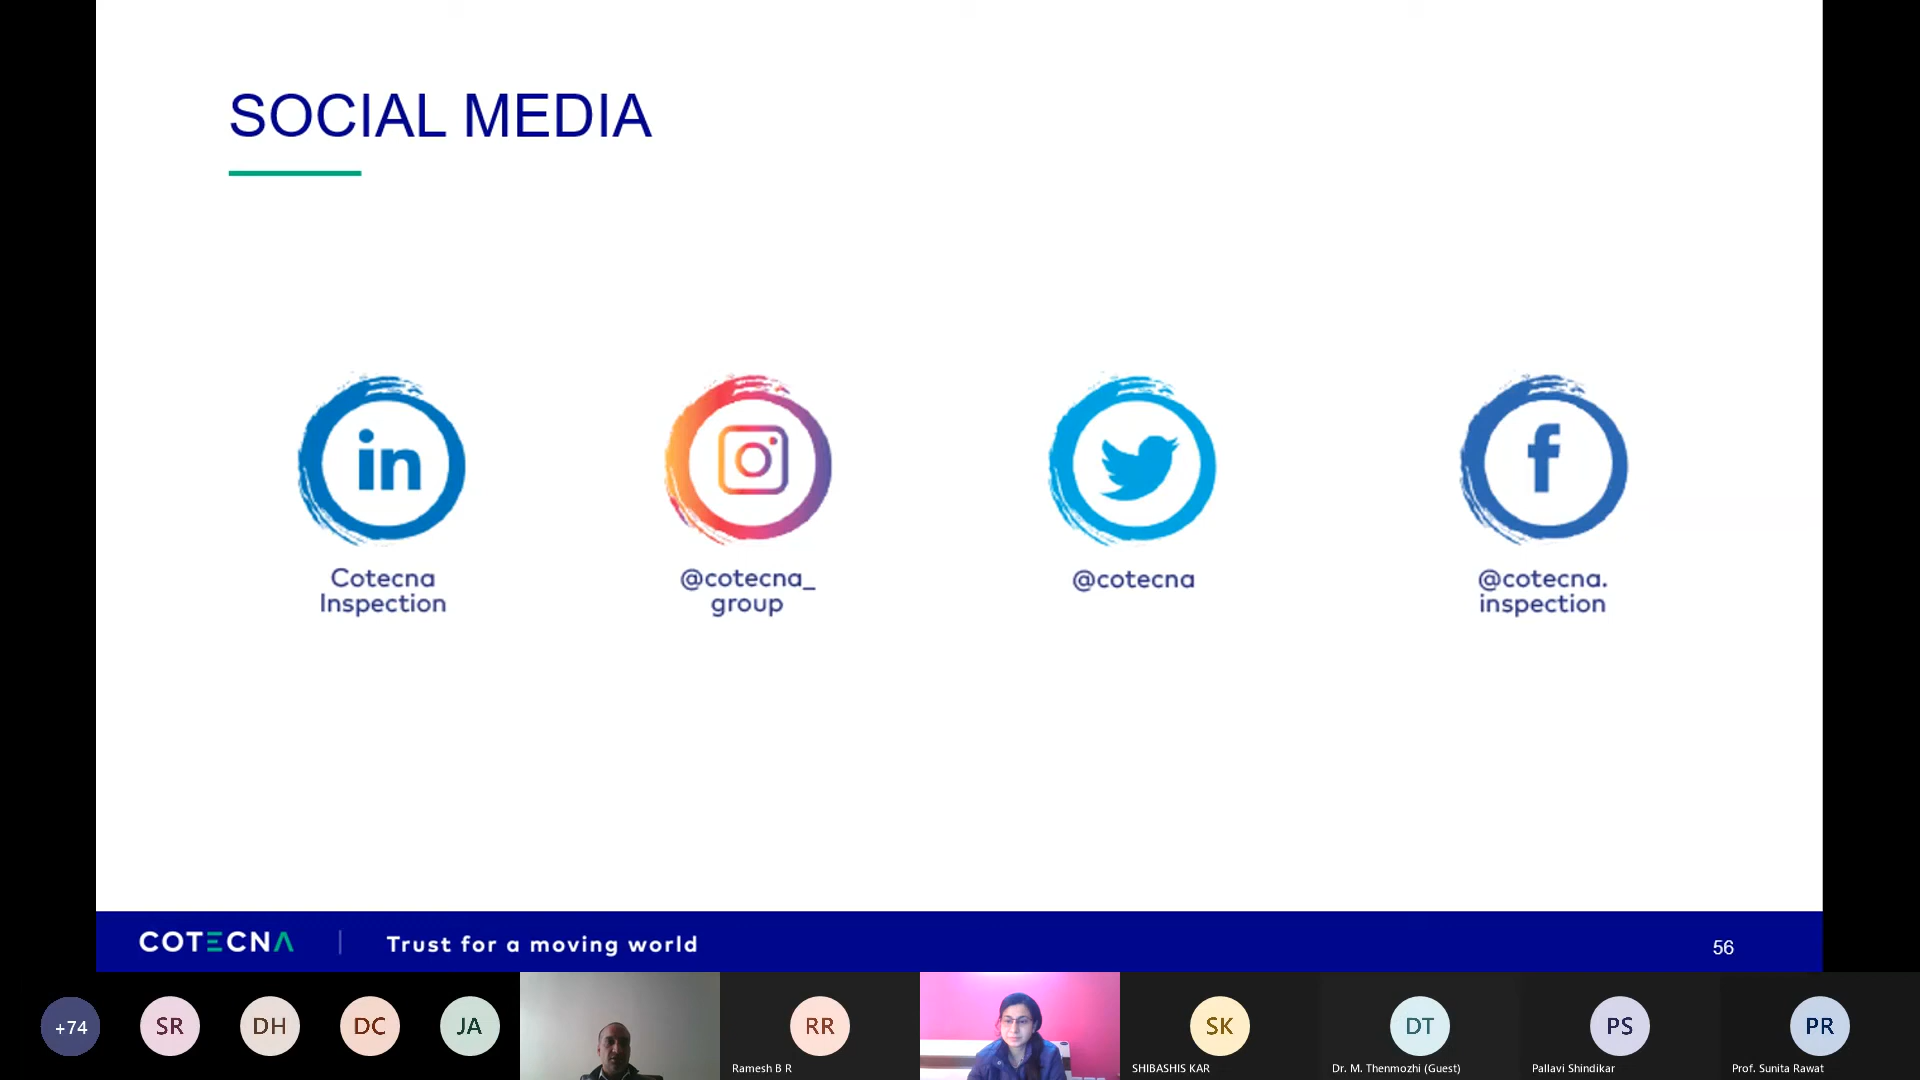 SOCIAL MEDIA
in
f
Cotecna
Inspection
@cotecna_
group
@cotecna
@cotecna.
inspection
COTECNA
Trust for a moving world
56
+74
SR
DH
DC
JA
RR
Ramesh B R
SK
SHIBASHIS KAR
DT
Dr. M. Thenmozhi (Guest)
PS
Pallavi Shindikar
PR
Prof. Sunita Rawat